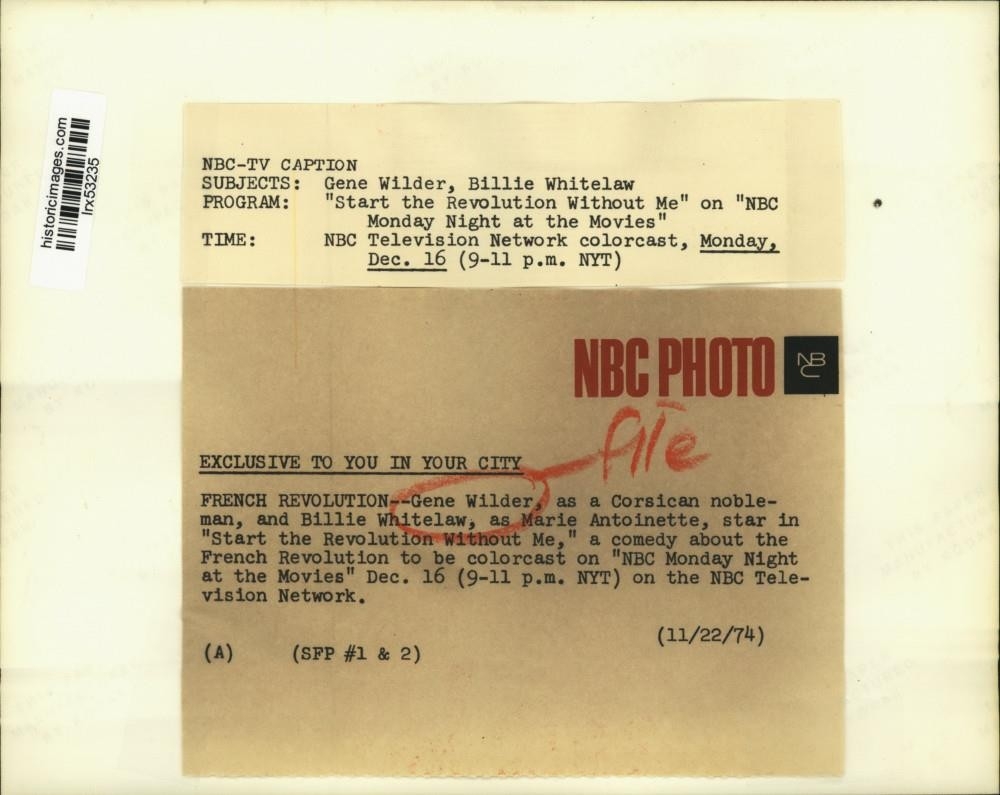 historicimages.com
lrx53235
NBC-TV CAPTION
SUBJECTS: Gene Wilder, Billie Whitelaw
PROGRAM: "Start the Revolution Without Me" on "NBC
Monday Night at the Movies"
TIME: NBC Television Network colorcast, Monday,
Dec. 16 (9-11 p.m. NYT)
NBC PHOTO NBC
file
EXCLUSIVE TO YOU IN YOUR CITY
FRENCH REVOLUTION--Gene Wilder, as a Corsican noble-
man, and Billie Whitelaw, as Marie Antoinette, star in
"Start the Revolution Without Me," a comedy about the
French Revolution to be colorcast on "NBC Monday Night
at the Movies" Dec. 16 (9-11 p.m. NYT) on the NBC Tele-
vision Network.
(11/22/74)
(A) (SFP #1 & 2)